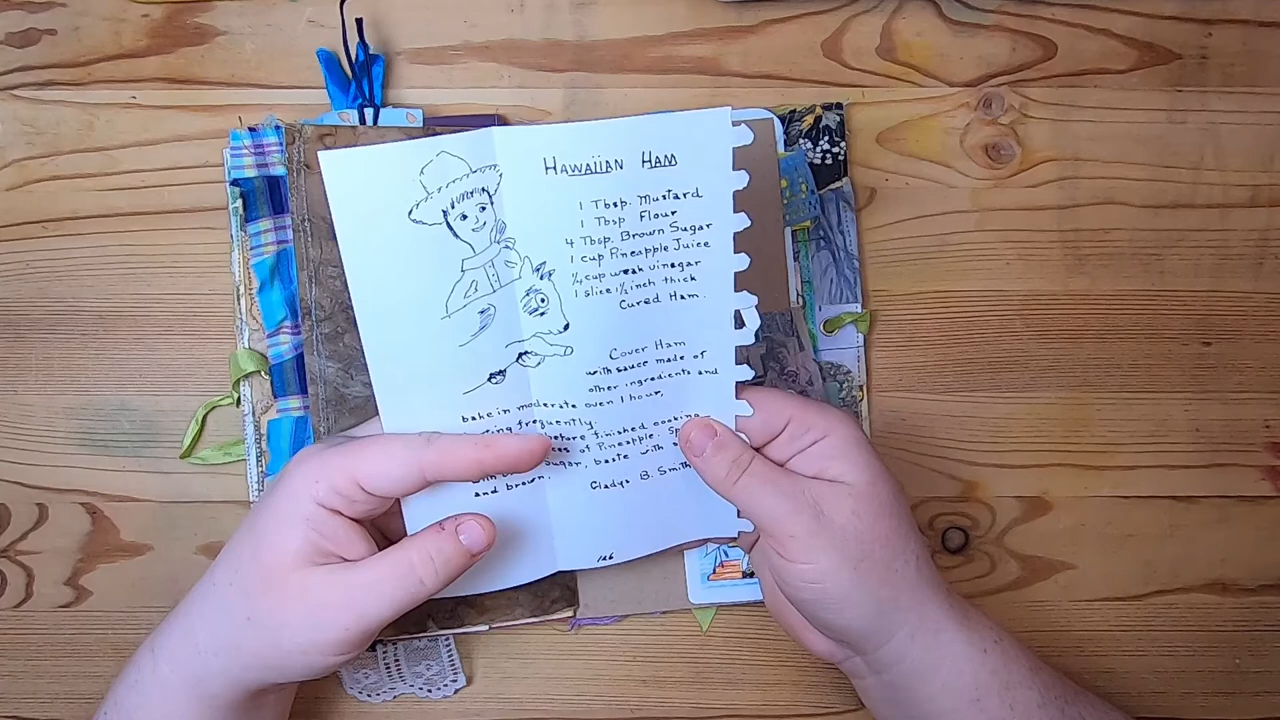 HAWAIIAN HAM
1 Tbsp. Mustard
1 Tbsp Flour
4 Tbsp. Brown Sugar
1 cup Pineapple Juice
1/4 cup weak vinegar
1 slice 1 1/2 inch thick
Cured Ham.
Cover Ham
with sauce made of
other ingredients and
bake in moderate oven 1 hour,
frequently.
before finished cooking
of Pineapple.
sugar, baste with
and brown.
Gladys B. Smith
126